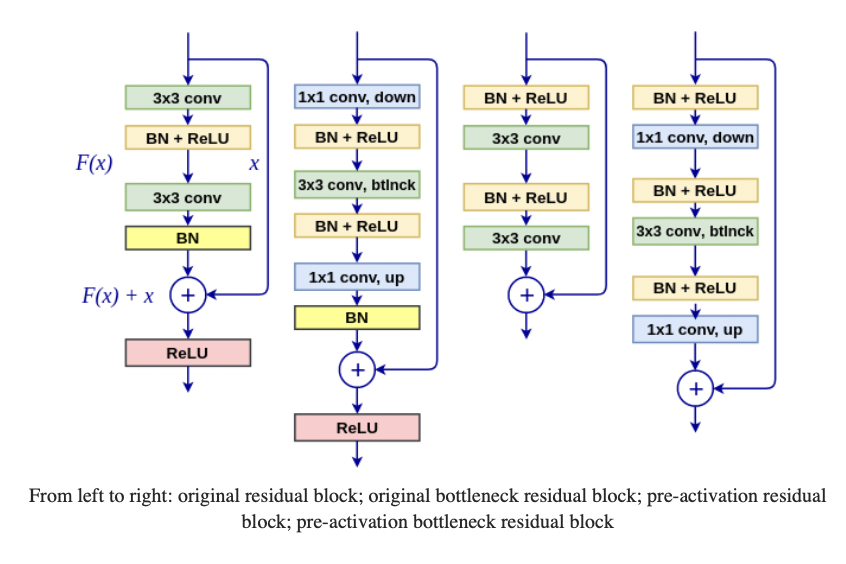 3x3 conv
BN + ReLU
F(x)
x
3x3 conv
BN
F(x) + x
+
ReLU
1x1 conv, down
BN + ReLU
3x3 conv, btlnck
BN + ReLU
1x1 conv, up
BN
+
ReLU
BN + ReLU
3x3 conv
BN + ReLU
3x3 conv
+
BN + ReLU
1x1 conv, down
BN + ReLU
3x3 conv, btlnck
BN + ReLU
1x1 conv, up
+
From left to right: original residual block; original bottleneck residual block; pre-activation residual
block; pre-activation bottleneck residual block